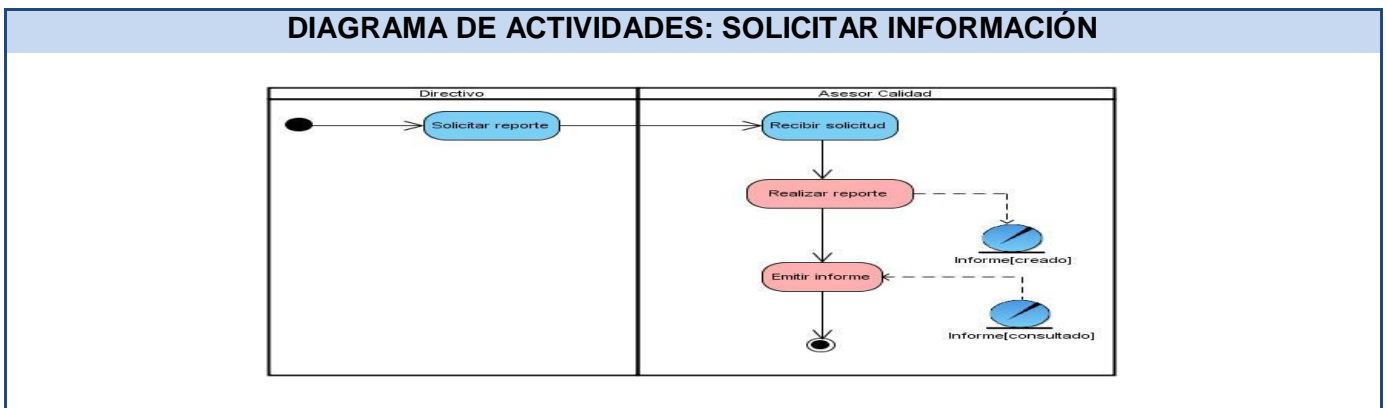 DIAGRAMA DE ACTIVIDADES: SOLICITAR INFORMACIÓN
Directivo
Asesor Calidad
Solicitar reporte
Recibir solicitud
Realizar reporte
Informe[creado]
Emitir informe
Informe[consultado]